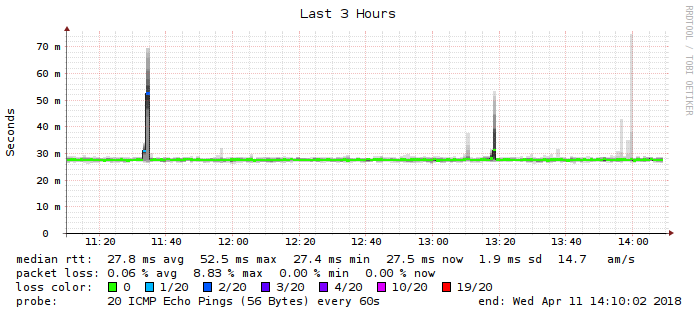 Last 3 Hours
RRDTOOL / TOBI OETIKER
Seconds
70 m
60 m
50 m
40 m
30 m
20 m
10 m
0
11:20 11:40 12:00 12:20 12:40 13:00 13:20 13:40 14:00
median rtt: 27.8 ms avg 52.5 ms max 27.4 ms min 27.5 ms now 1.9 ms sd 14.7 am/s
packet loss: 0.06 % avg 8.83 % max 0.00 % min 0.00 % now
loss color: 0 1/20 2/20 3/20 4/20 10/20 19/20
probe: 20 ICMP Echo Pings (56 Bytes) every 60s end: Wed Apr 11 14:10:02 2018